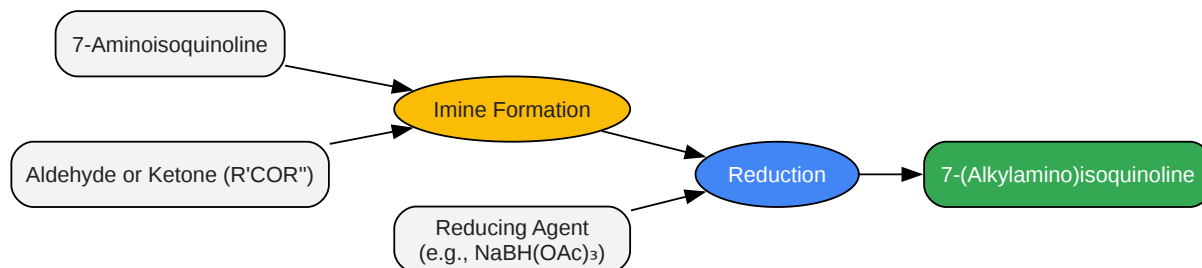 7-Aminoisoquinoline
Aldehyde or Ketone (R'COR'')
Imine Formation
Reducing Agent
(e.g., NaBH(OAc)₃)
Reduction
7-(Alkylamino)isoquinoline